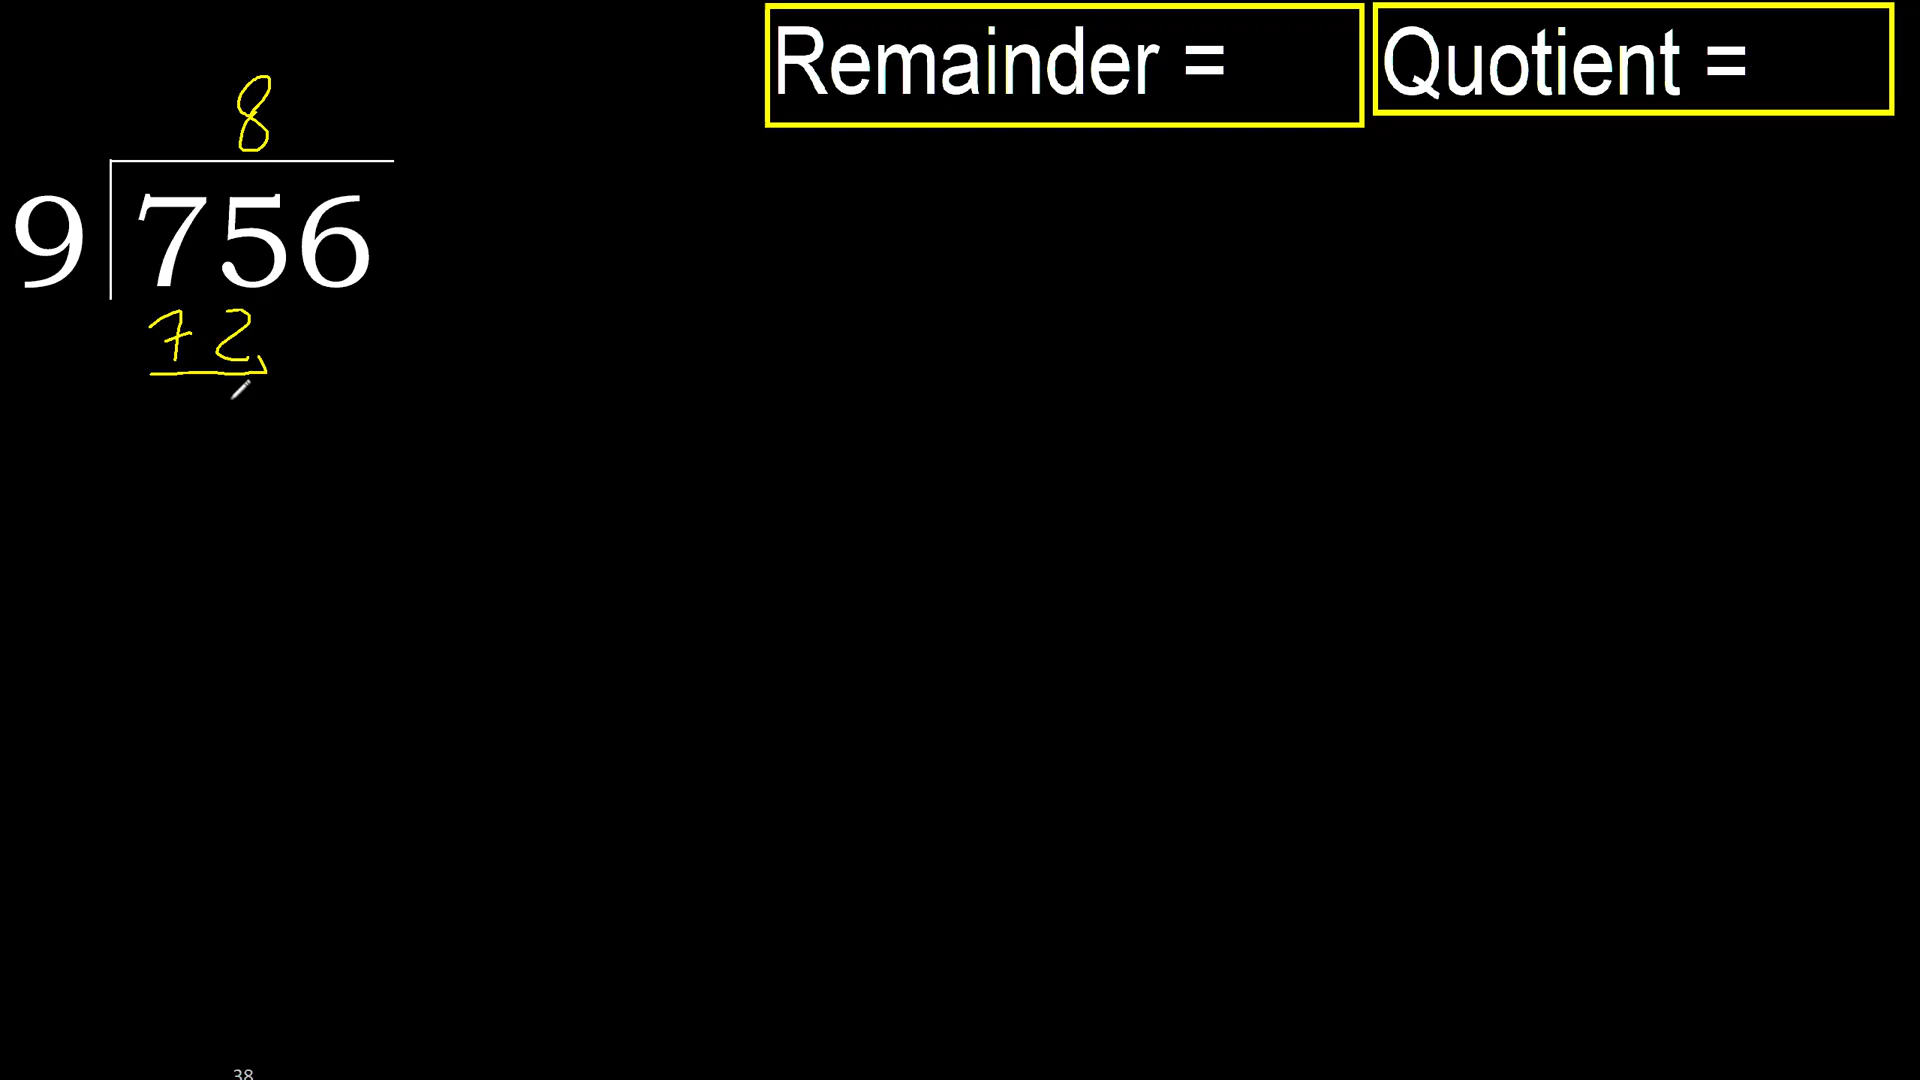 Remainder =
Quotient =
8
9 756
72
38